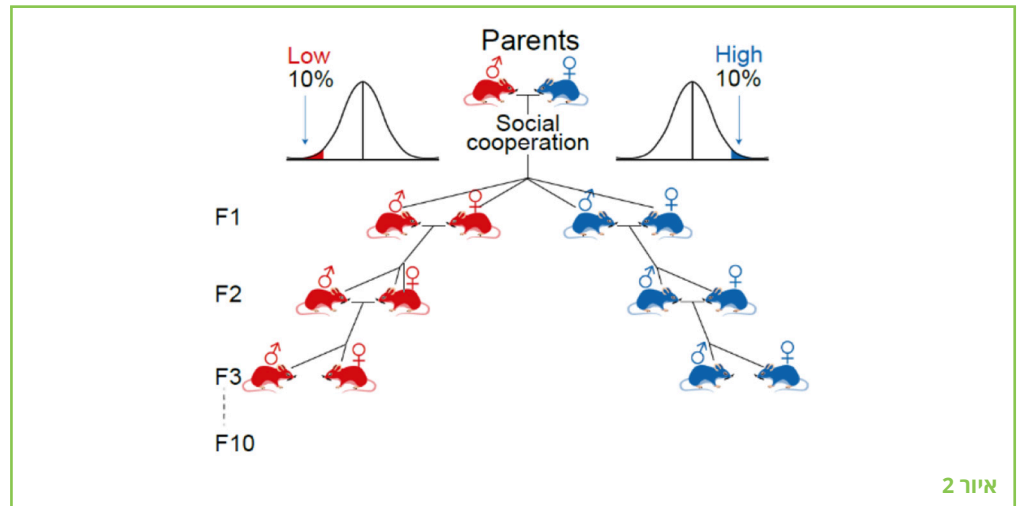 Parents
Low
10%
♂
♀
High
10%
Social
cooperation
F1
♂
♀
♂
♀
F2
♂
♀
♂
♀
F3
♂
♀
♂
♀
F10
איור 2